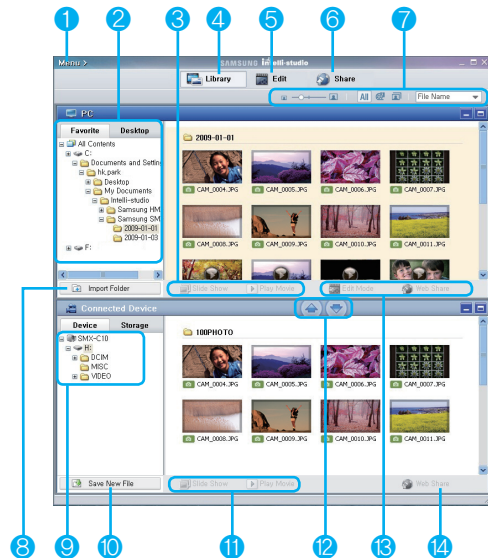 1 2 4 5 6 7
Menu > SAMSUNG intelli-studio
Library Edit Share
All File Name
PC
Favorite Desktop
All Contents
C:
Documents and Settin
hk.park
Desktop
My Documents
Intelli-studio
Samsung HM
Samsung SM
2009-01-01
2009-01-03
F:
2009-01-01
CAM_0004.JPG CAM_0005.JPG CAM_0006.JPG CAM_0007.JPG
CAM_0008.JPG CAM_0009.JPG CAM_0010.JPG CAM_0011.JPG
3
Import Folder Slide Show Play Movie Edit Mode Web Share
Connected Device
Device Storage
SMX-C10
H:
DCIM
MISC
VIDEO
100PHOTO
CAM_0004.JPG CAM_0005.JPG CAM_0006.JPG CAM_0007.JPG
CAM_0008.JPG CAM_0009.JPG CAM_0010.JPG CAM_0011.JPG
Save New File Slide Show Play Movie Web Share
8 9 10 11 12 13 14